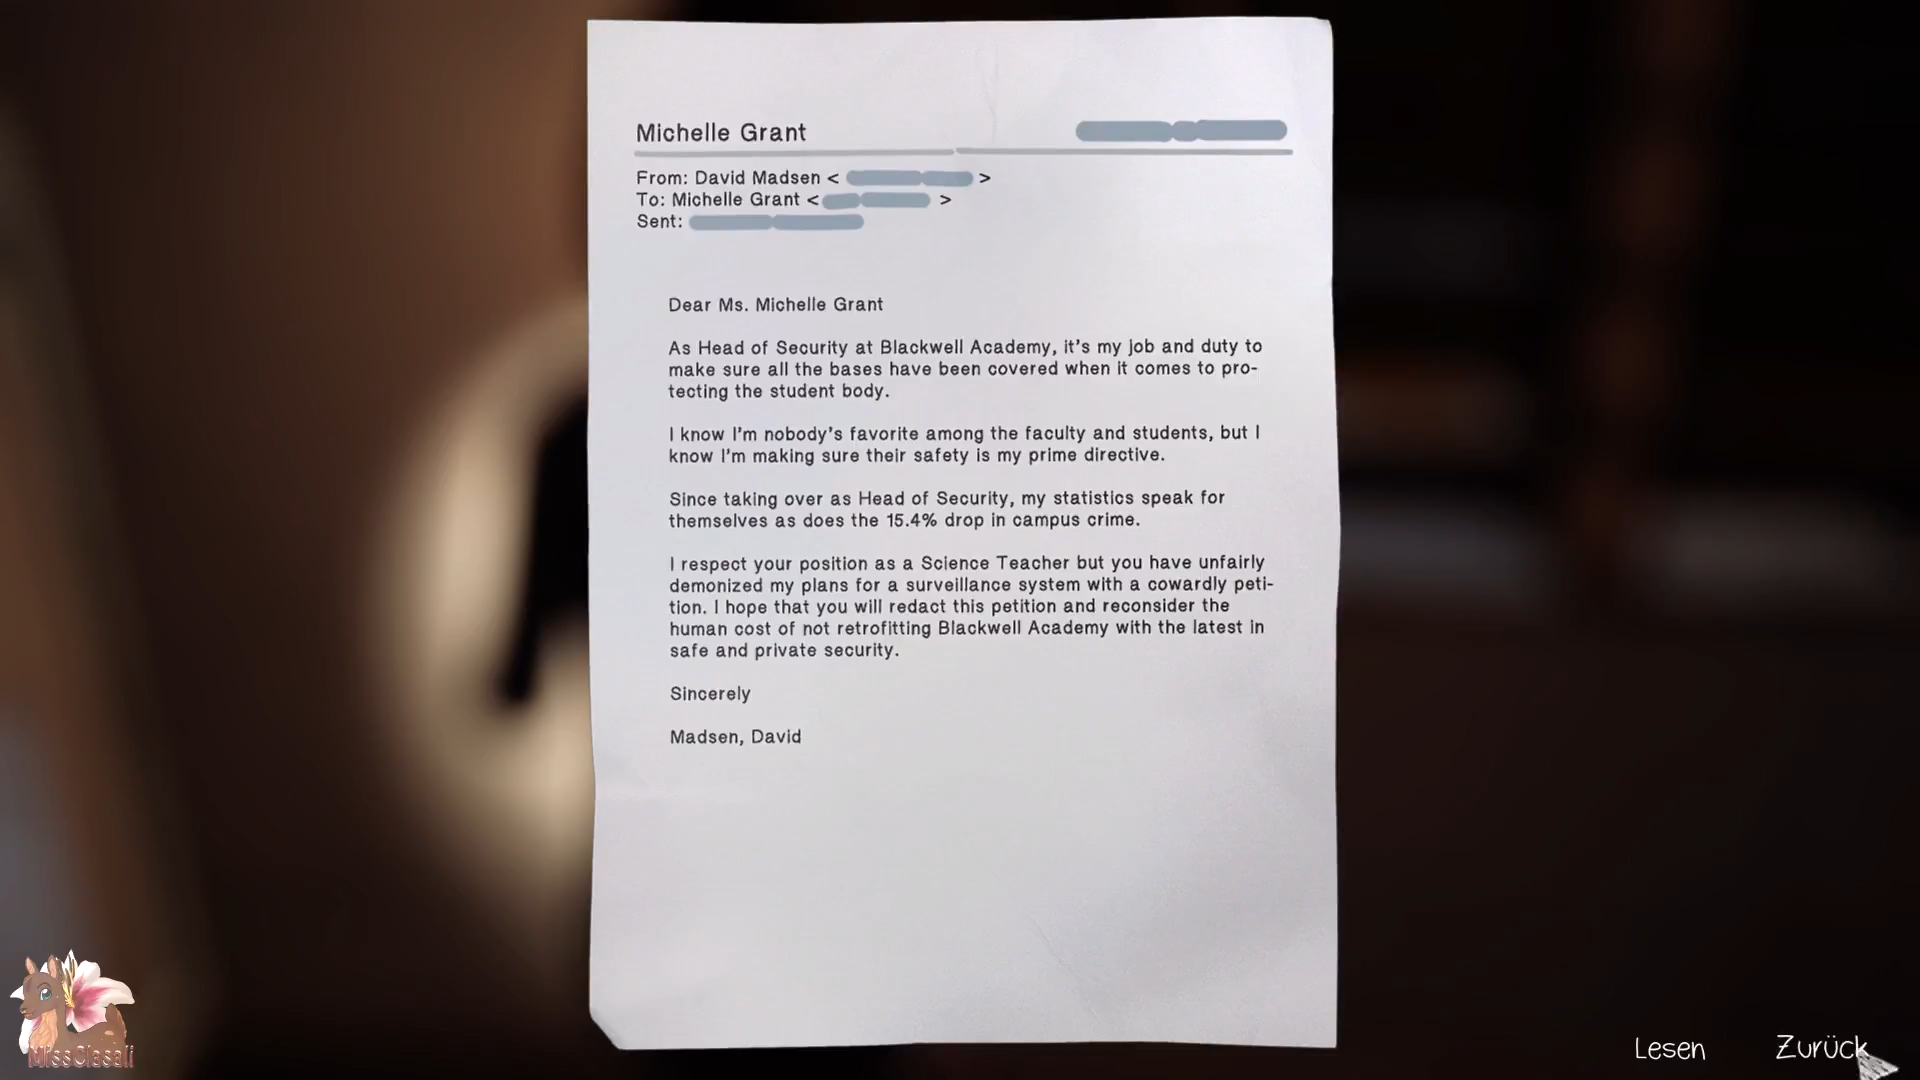 Michelle Grant
From: David Madsen < >
To: Michelle Grant < >
Sent:
Dear Ms. Michelle Grant
As Head of Security at Blackwell Academy, it's my job and duty to
make sure all the bases have been covered when it comes to pro-
tecting the student body.
I know I'm nobody's favorite among the faculty and students, but I
know I'm making sure their safety is my prime directive.
Since taking over as Head of Security, my statistics speak for
themselves as does the 15.4% drop in campus crime.
I respect your position as a Science Teacher but you have unfairly
demonized my plans for a surveillance system with a cowardly peti-
tion. I hope that you will redact this petition and reconsider the
human cost of not retrofitting Blackwell Academy with the latest in
safe and private security.
Sincerely
Madsen, David
MissClasali
Lesen Zurück